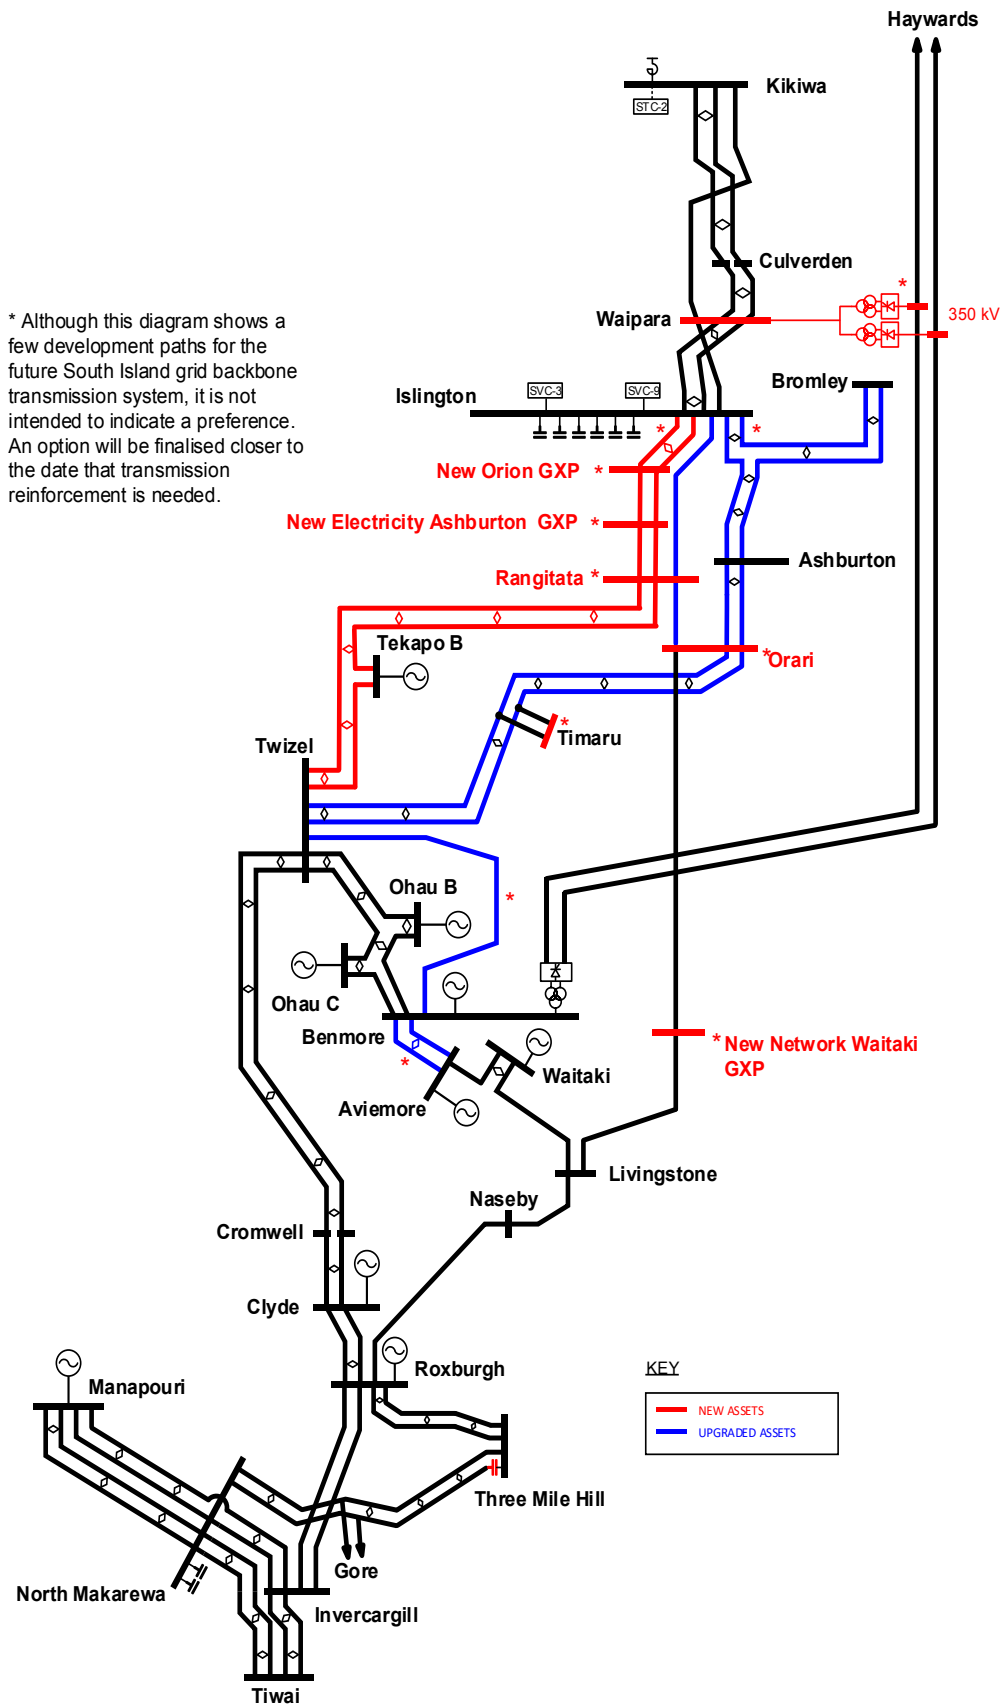 Haywards
Kikiwa
STC-2
Culverden
* Although this diagram shows a
few development paths for the
future South Island grid backbone
transmission system, it is not
intended to indicate a preference.
An option will be finalised closer to
the date that transmission
reinforcement is needed.
*
Waipara
350 kV
Bromley
Islington
SVC-3
SVC-9
*
*
New Orion GXP *
New Electricity Ashburton GXP *
Ashburton
Rangitata *
Tekapo B
*Orari
*
Timaru
Twizel
Ohau B
*
Ohau C
Benmore
* New Network Waitaki
GXP
*
Waitaki
Aviemore
Livingstone
Naseby
Cromwell
Clyde
Roxburgh
KEY
Manapouri
NEW ASSETS
UPGRADED ASSETS
Three Mile Hill
Gore
North Makarewa
Invercargill
Tiwai